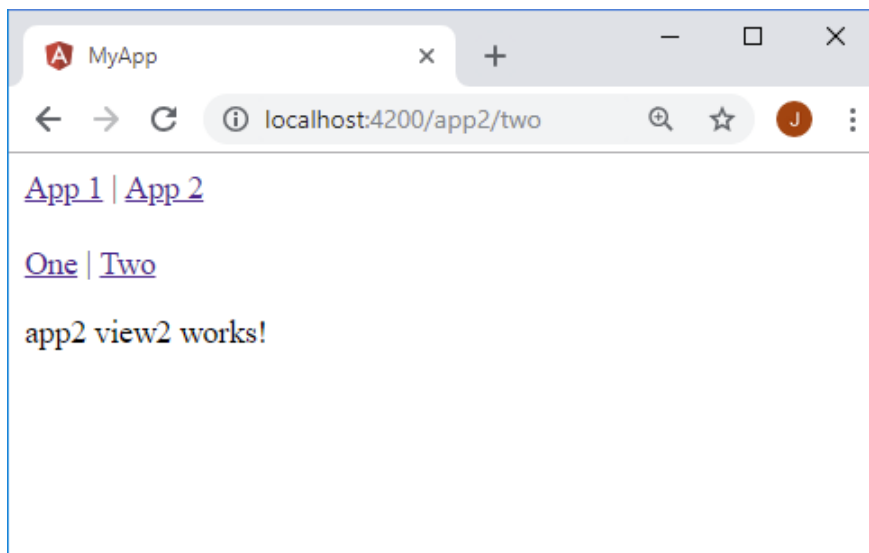 MyApp
localhost:4200/app2/two
J
App 1 | App 2
One | Two
app2 view2 works!